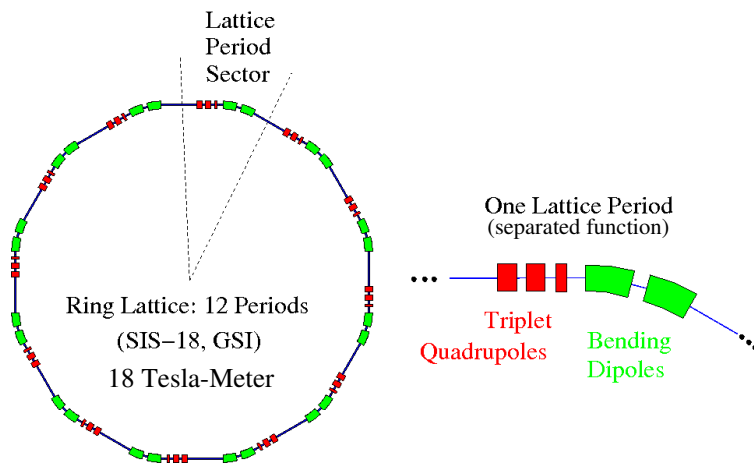 Lattice
Period
Sector
Ring Lattice: 12 Periods
(SIS−18, GSI)
18 Tesla-Meter
One Lattice Period
(separated function)
Triplet
Quadrupoles
Bending
Dipoles